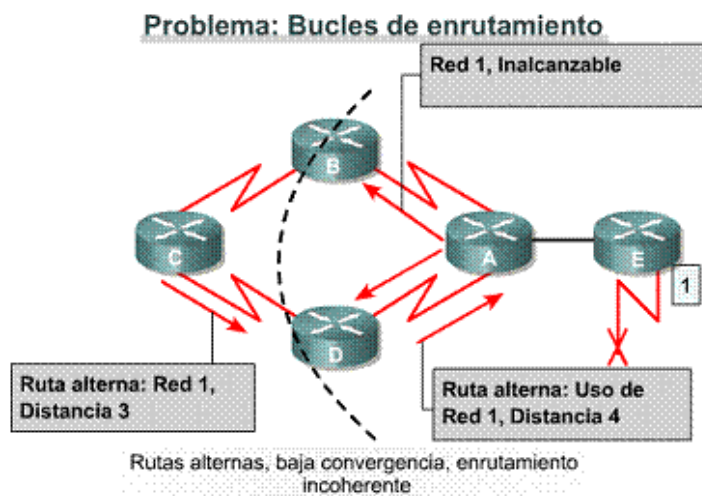 Problema: Bucles de enrutamiento
Red 1, Inalcanzable
B
C
A
E
1
D
Ruta alterna: Red 1,
Distancia 3
Ruta alterna: Uso de
Red 1, Distancia 4
Rutas alternas, baja convergencia, enrutamiento
incoherente